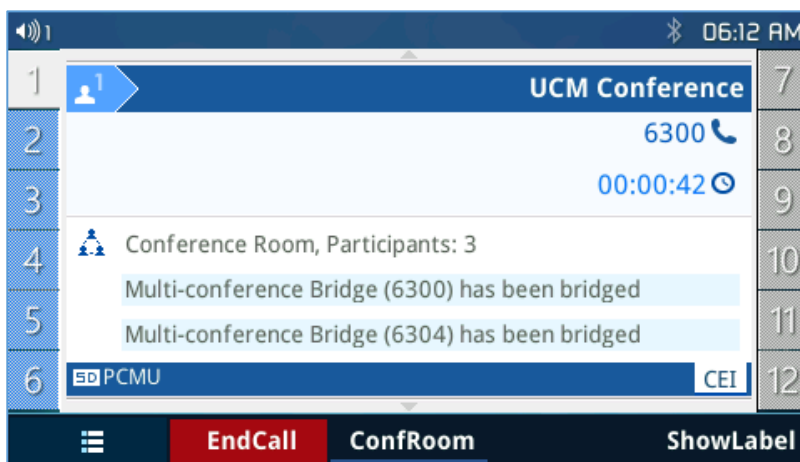 1 06:12 AM
1 1 UCM Conference 7
2 6300 8
3 00:00:42 9
4 Conference Room, Participants: 3 10
Multi-conference Bridge (6300) has been bridged
5 Multi-conference Bridge (6304) has been bridged 11
6 SD PCMU CEI 12
EndCall ConfRoom ShowLabel